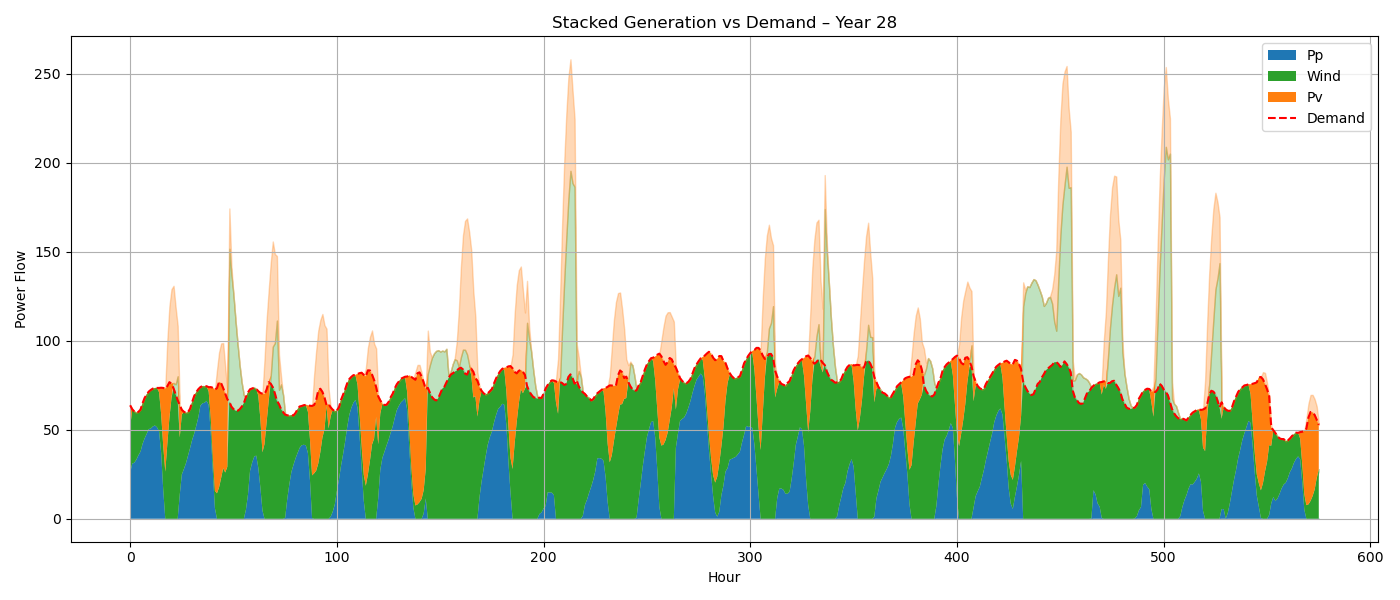 Stacked Generation vs Demand – Year 28
Pp
Wind
Pv
Demand
Power Flow
250
200
150
100
50
0
0 100 200 300 400 500 600
Hour